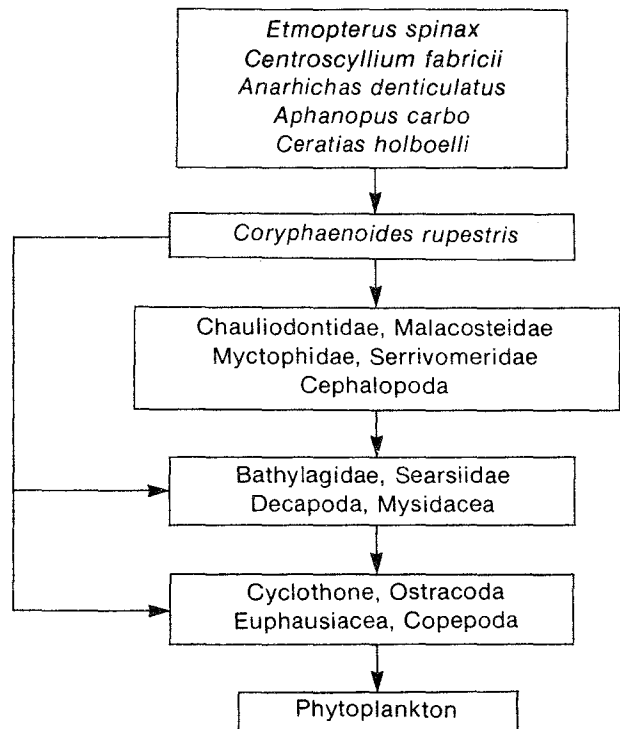 Etmopterus spinax
Centroscyllium fabricii
Anarhichas denticulatus
Aphanopus carbo
Ceratias holboelli
Coryphaenoides rupestris
Chauliodontidae, Malacosteidae
Myctophidae, Serrivomeridae
Cephalopoda
Bathylagidae, Searsiidae
Decapoda, Mysidacea
Cyclothone, Ostracoda
Euphausiacea, Copepoda
Phytoplankton